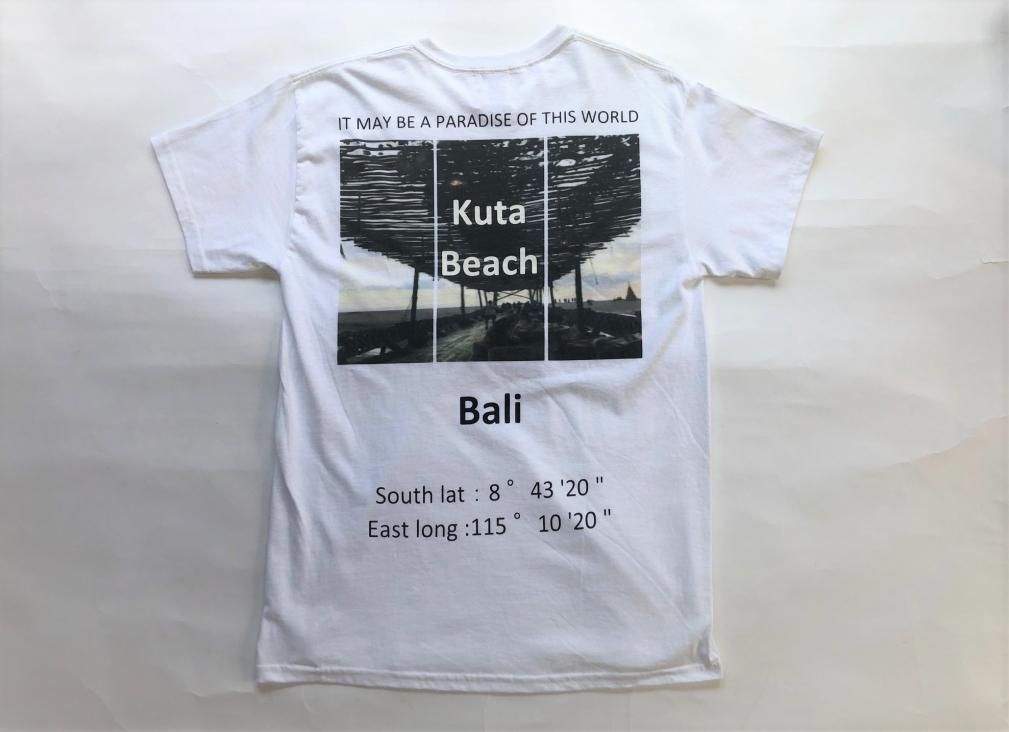 IT MAY BE A PARADISE OF THIS WORLD
Kuta
Beach
Bali
South lat : 8 ° 43 '20 "
East long :115 ° 10 '20 "